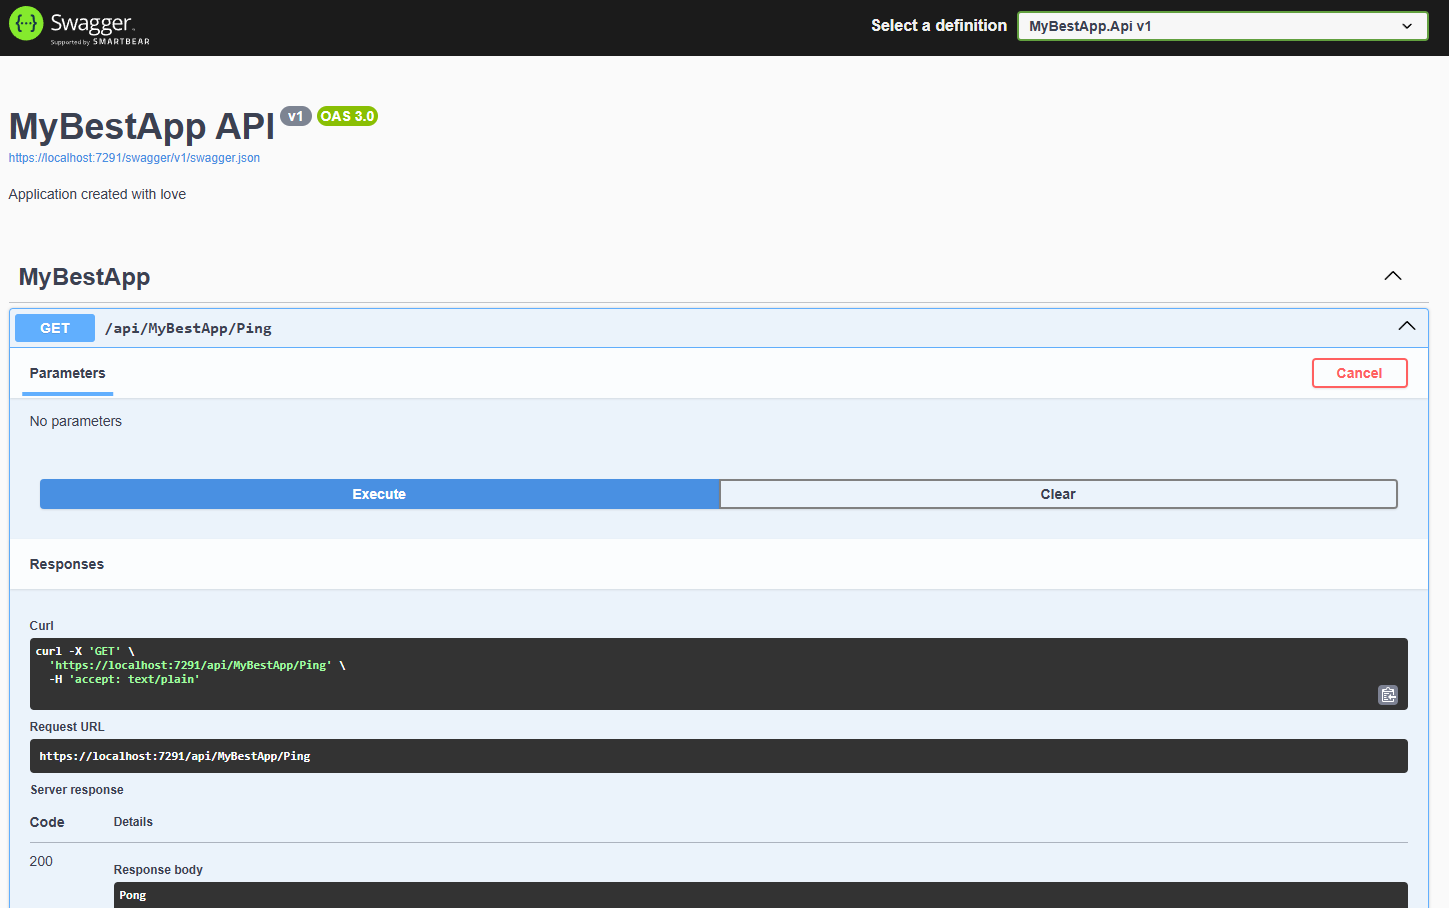 {···} Swagger.
Supported by SMARTBEAR
Select a definition
MyBestApp.Api v1
MyBestApp API v1 OAS 3.0
https://localhost:7291/swagger/v1/swagger.json
Application created with love
MyBestApp
GET /api/MyBestApp/Ping
Parameters
Cancel
No parameters
Execute
Clear
Responses
Curl
curl -X 'GET' \
  'https://localhost:7291/api/MyBestApp/Ping' \
  -H 'accept: text/plain'
Request URL
https://localhost:7291/api/MyBestApp/Ping
Server response
Code Details
200
Response body
Pong